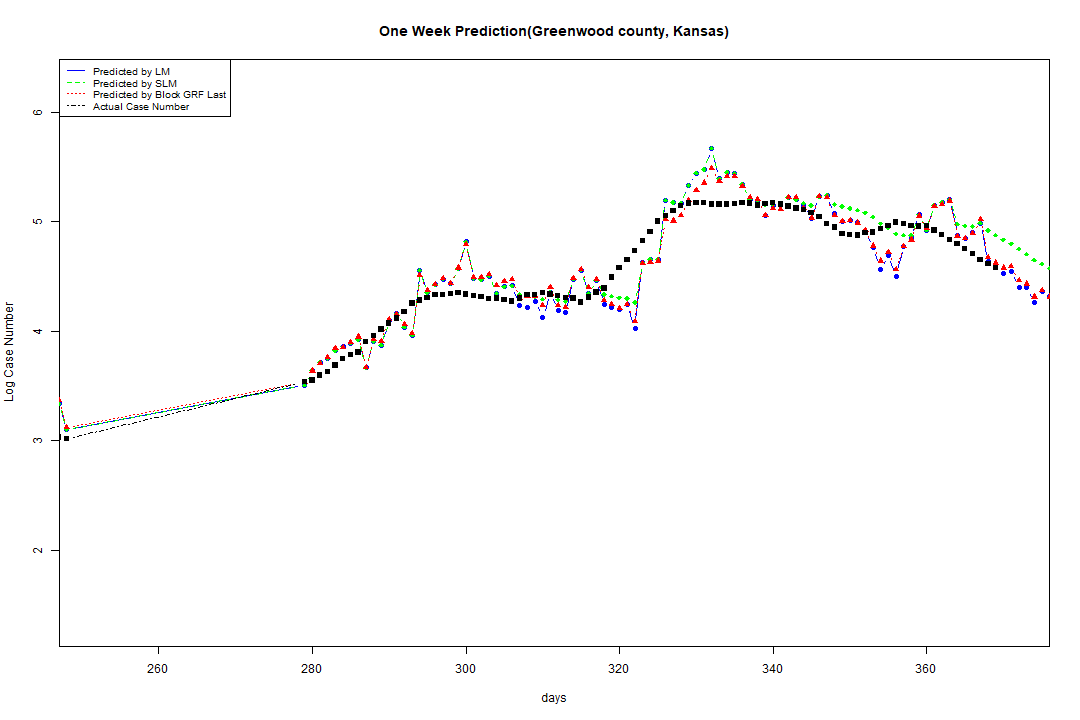 One Week Prediction(Greenwood county, Kansas)
Predicted by LM
Predicted by SLM
Predicted by Block GRF Last
Actual Case Number
6
5
4
3
2
Log Case Number
260 280 300 320 340 360
days